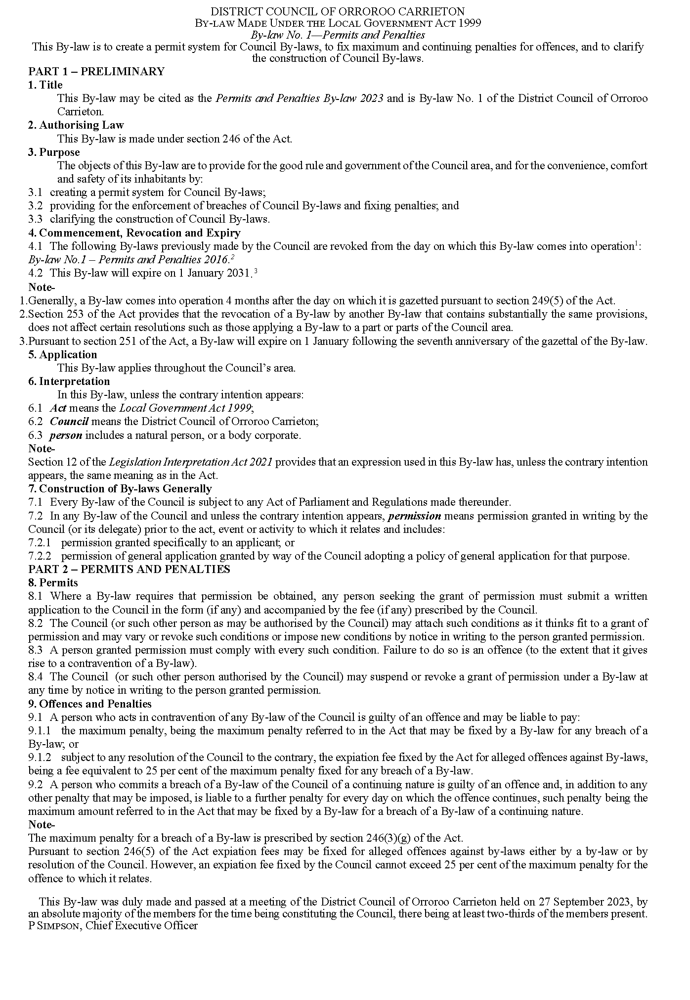 DISTRICT COUNCIL OF ORROROO CARRIETON
BY-LAW MADE UNDER THE LOCAL GOVERNMENT ACT 1999
By-law No. 1—Permits and Penalties
This By-law is to create a permit system for Council By-laws, to fix maximum and continuing penalties for offences, and to clarify
the construction of Council By-laws.
PART 1 – PRELIMINARY
1. Title
This By-law may be cited as the Permits and Penalties By-law 2023 and is By-law No. 1 of the District Council of Orroroo
Carrieton.
2. Authorising Law
This By-law is made under section 246 of the Act.
3. Purpose
The objects of this By-law are to provide for the good rule and government of the Council area, and for the convenience, comfort
and safety of its inhabitants by:
3.1 creating a permit system for Council By-laws;
3.2 providing for the enforcement of breaches of Council By-laws and fixing penalties; and
3.3 clarifying the construction of Council By-laws.
4. Commencement, Revocation and Expiry
4.1 The following By-laws previously made by the Council are revoked from the day on which this By-law comes into operation¹:
By-law No.1 – Permits and Penalties 2016.²
4.2 This By-law will expire on 1 January 2031.³
Note-
1.Generally, a By-law comes into operation 4 months after the day on which it is gazetted pursuant to section 249(5) of the Act.
2.Section 253 of the Act provides that the revocation of a By-law by another By-law that contains substantially the same provisions,
does not affect certain resolutions such as those applying a By-law to a part or parts of the Council area.
3.Pursuant to section 251 of the Act, a By-law will expire on 1 January following the seventh anniversary of the gazettal of the By-law.
5. Application
This By-law applies throughout the Council’s area.
6. Interpretation
In this By-law, unless the contrary intention appears:
6.1 Act means the Local Government Act 1999;
6.2 Council means the District Council of Orroroo Carrieton;
6.3 person includes a natural person, or a body corporate.
Note-
Section 12 of the Legislation Interpretation Act 2021 provides that an expression used in this By-law has, unless the contrary intention
appears, the same meaning as in the Act.
7. Construction of By-laws Generally
7.1 Every By-law of the Council is subject to any Act of Parliament and Regulations made thereunder.
7.2 In any By-law of the Council and unless the contrary intention appears, permission means permission granted in writing by the
Council (or its delegate) prior to the act, event or activity to which it relates and includes:
7.2.1 permission granted specifically to an applicant; or
7.2.2 permission of general application granted by way of the Council adopting a policy of general application for that purpose.
PART 2 – PERMITS AND PENALTIES
8. Permits
8.1 Where a By-law requires that permission be obtained, any person seeking the grant of permission must submit a written
application to the Council in the form (if any) and accompanied by the fee (if any) prescribed by the Council.
8.2 The Council (or such other person as may be authorised by the Council) may attach such conditions as it thinks fit to a grant of
permission and may vary or revoke such conditions or impose new conditions by notice in writing to the person granted permission.
8.3 A person granted permission must comply with every such condition. Failure to do so is an offence (to the extent that it gives
rise to a contravention of a By-law).
8.4 The Council (or such other person authorised by the Council) may suspend or revoke a grant of permission under a By-law at
any time by notice in writing to the person granted permission.
9. Offences and Penalties
9.1 A person who acts in contravention of any By-law of the Council is guilty of an offence and may be liable to pay:
9.1.1 the maximum penalty, being the maximum penalty referred to in the Act that may be fixed by a By-law for any breach of a
By-law; or
9.1.2 subject to any resolution of the Council to the contrary, the expiation fee fixed by the Act for alleged offences against By-laws,
being a fee equivalent to 25 per cent of the maximum penalty fixed for any breach of a By-law.
9.2 A person who commits a breach of a By-law of the Council of a continuing nature is guilty of an offence and, in addition to any
other penalty that may be imposed, is liable to a further penalty for every day on which the offence continues, such penalty being the
maximum amount referred to in the Act that may be fixed by a By-law for a breach of a By-law of a continuing nature.
Note-
The maximum penalty for a breach of a By-law is prescribed by section 246(3)(g) of the Act.
Pursuant to section 246(5) of the Act expiation fees may be fixed for alleged offences against by-laws either by a by-law or by
resolution of the Council. However, an expiation fee fixed by the Council cannot exceed 25 per cent of the maximum penalty for the
offence to which it relates.
This By-law was duly made and passed at a meeting of the District Council of Orroroo Carrieton held on 27 September 2023, by
an absolute majority of the members for the time being constituting the Council, there being at least two-thirds of the members present.
P SIMPSON, Chief Executive Officer